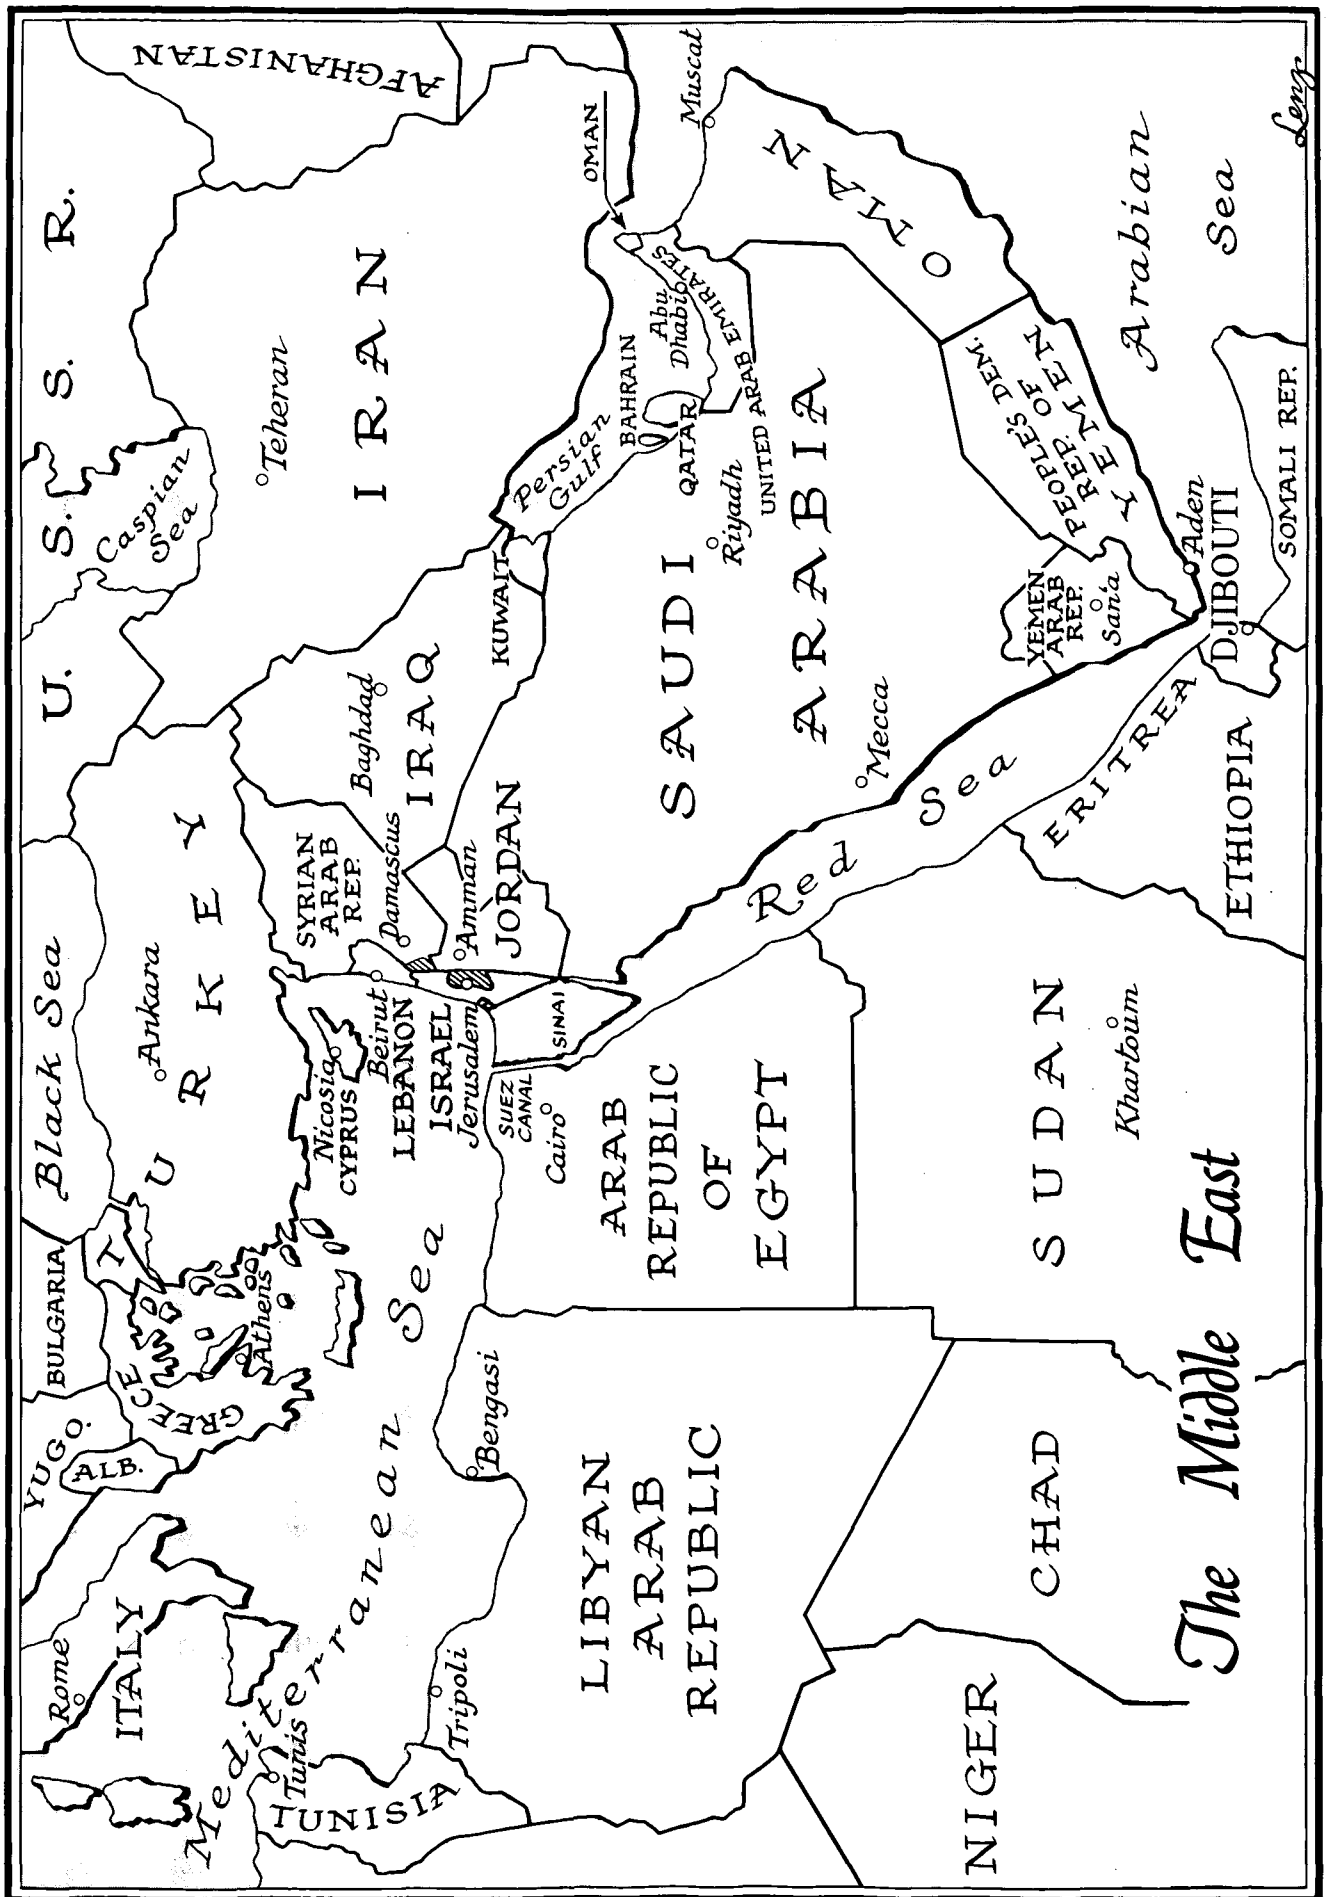 The Middle East
U. S. S. R.
YUGO.
ALB.
BULGARIA
GREECE
Athens
T
Black Sea
Caspian
Sea
AFGHANISTAN
Rome
ITALY
Mediterranean Sea
TURKEY
Ankara
Nicosia
CYPRUS
Beirut
LEBANON
ISRAEL
Jerusalem
SYRIAN
ARAB
REP.
Damascus
Amman
JORDAN
Baghdad
IRAQ
Teheran
IRAN
KUWAIT
Persian
Gulf
BAHRAIN
QATAR
Abu
Dhabi
UNITED ARAB EMIRATES
OMAN
Muscat
OMAN
SAUDI
ARABIA
Riyadh
Mecca
Red Sea
YEMEN
ARAB
REP.
San'a
PEOPLE'S DEM.
REP. OF
YEMEN
Aden
Arabian
Sea
DJIBOUTI
SOMALI REP.
ERITREA
ETHIOPIA
SUEZ
CANAL
SINAI
Cairo
ARAB
REPUBLIC
OF
EGYPT
SUDAN
Khartoum
Tunis
TUNISIA
Tripoli
Bengasi
LIBYAN
ARAB
REPUBLIC
NIGER
CHAD
Lenz